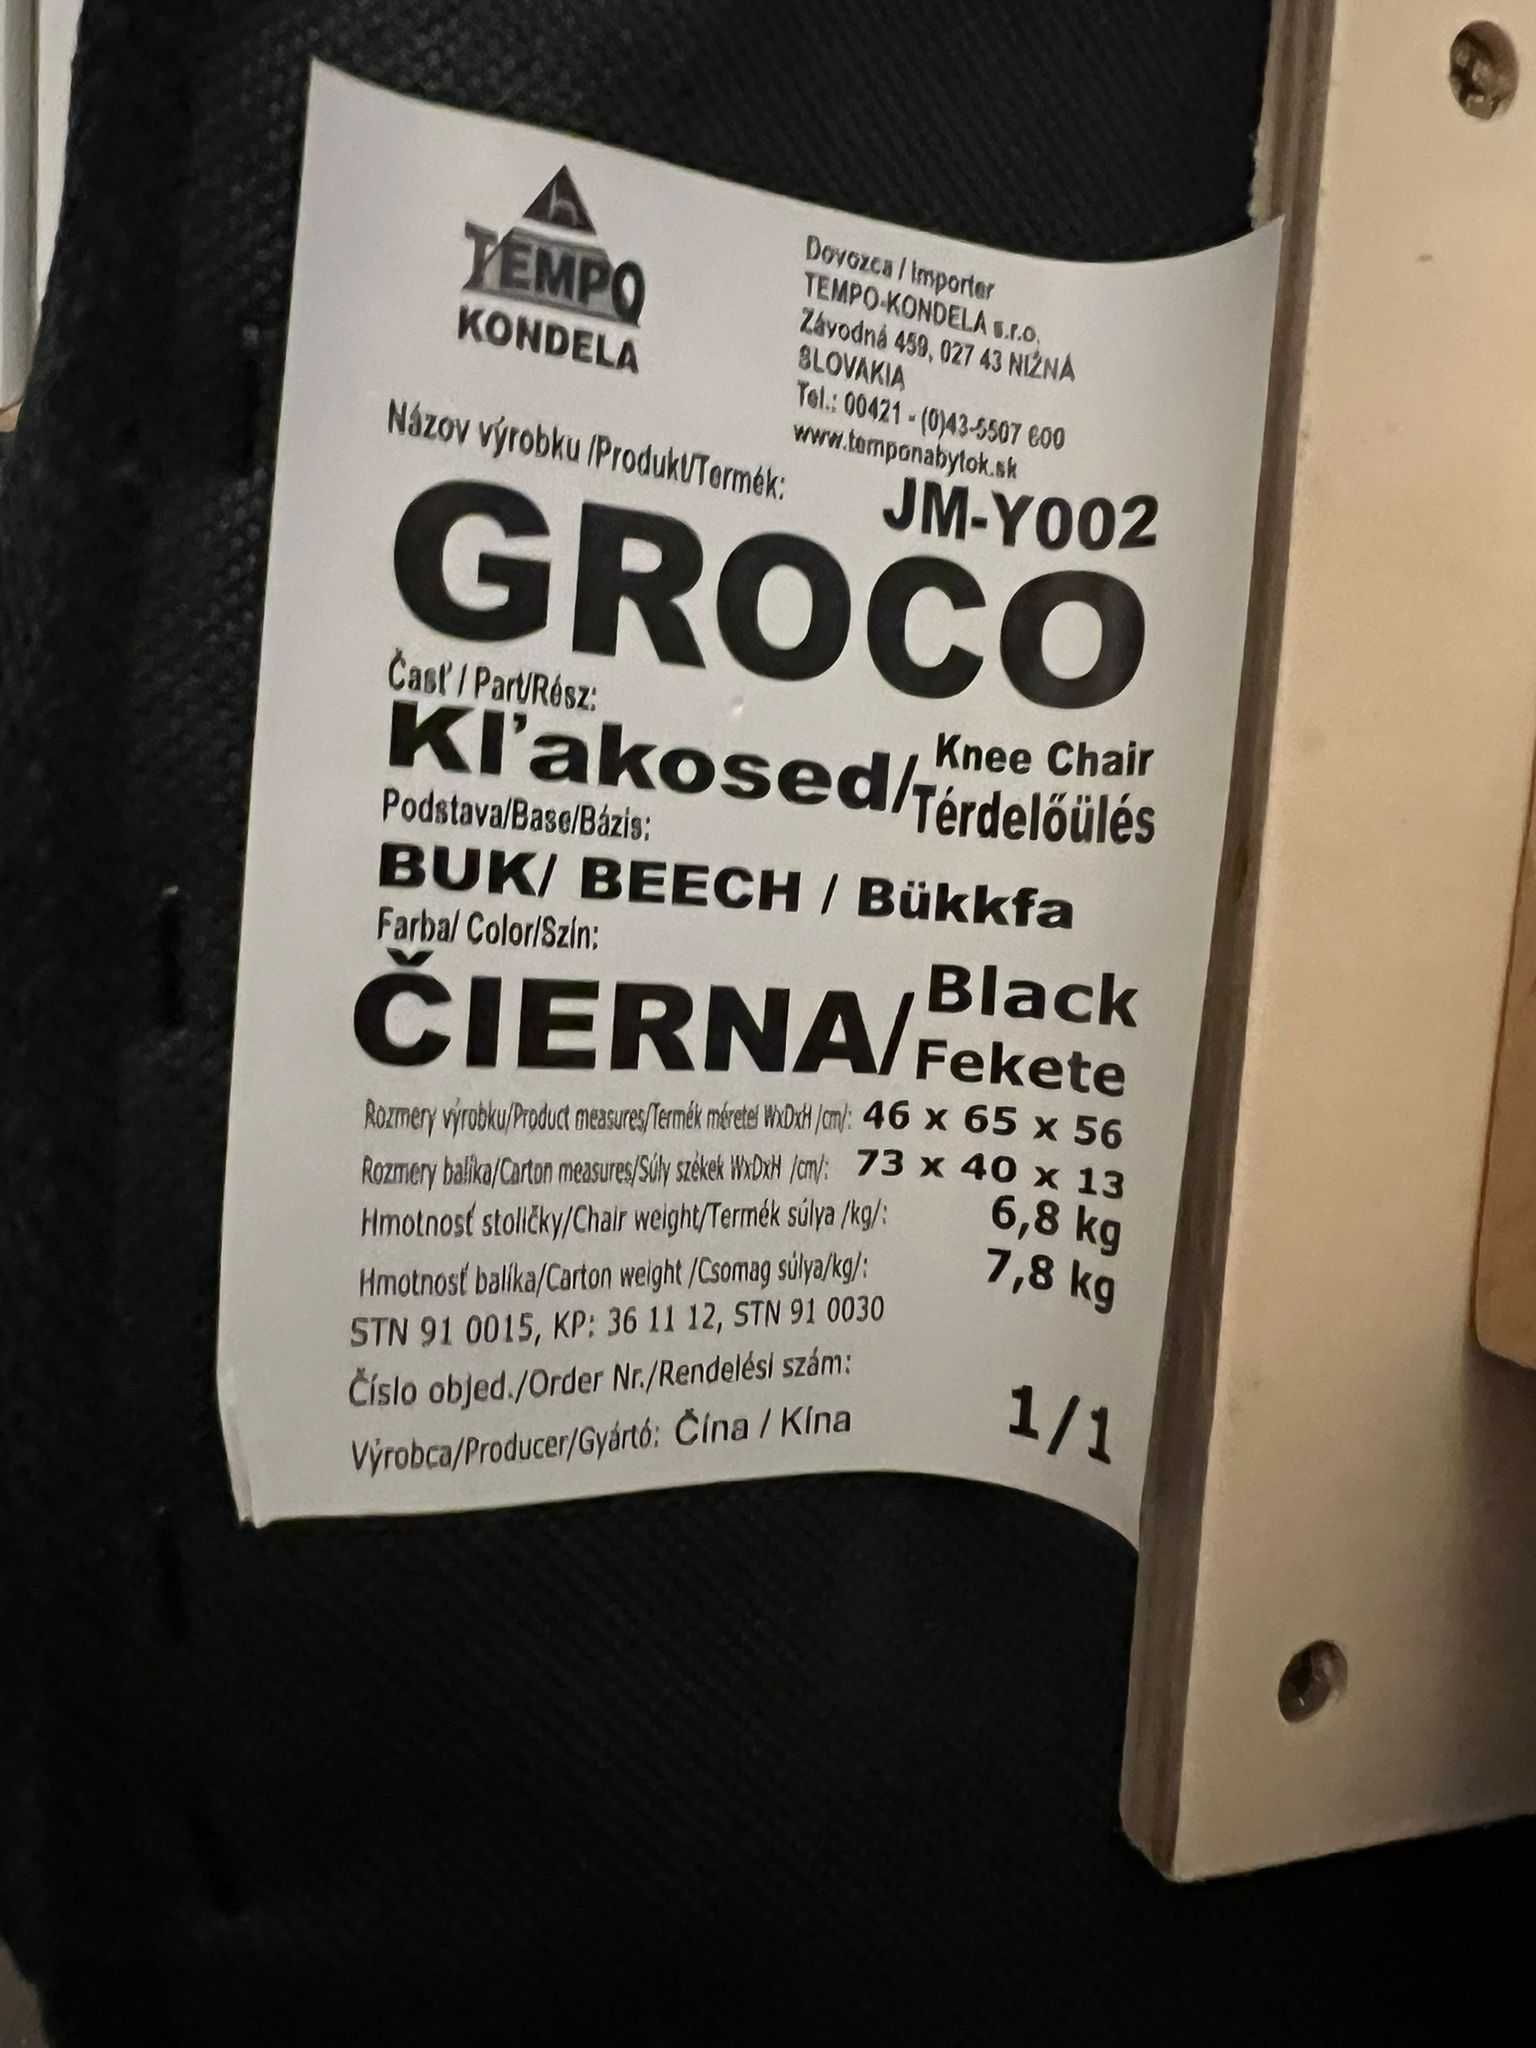 TEMPO
KONDELA
Dovozca / Importer
TEMPO-KONDELA s.r.o.
Závodná 459, 027 43 NIŽNÁ
SLOVAKIA
Tel.: 00421 - (0)43-5507 600
www.temponabytok.sk
Názov výrobku /Produkt/Termék:
JM-Y002
GROCO
Časť / Part/Rész:
Kľakosed/ Knee Chair
Térdelőülés
Podstava/Base/Bázis:
BUK/ BEECH / Bükkfa
Farba/ Color/Szín:
ČIERNA/ Black
Fekete
Rozmery výrobku/Product measures/Termék méretei WxDxH /cm/: 46 x 65 x 56
Rozmery balíka/Carton measures/Súly székek WxDxH /cm/: 73 x 40 x 13
Hmotnosť stoličky/Chair weight/Termék súlya /kg/: 6,8 kg
Hmotnosť balíka/Carton weight /Csomag súlya/kg/: 7,8 kg
STN 91 0015, KP: 36 11 12, STN 91 0030
Číslo objed./Order Nr./Rendelési szám:
Výrobca/Producer/Gyártó: Čína / Kína
1/1